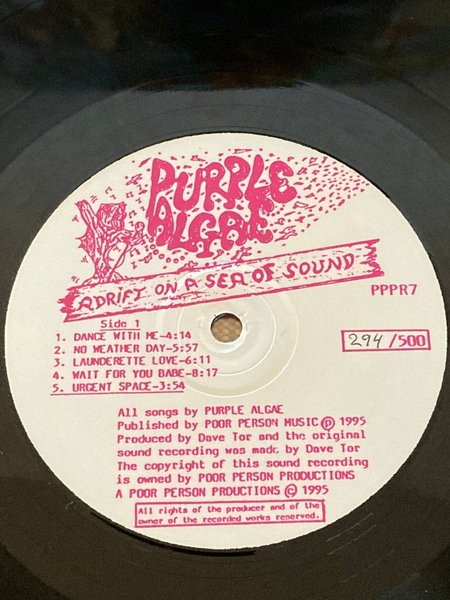 PURPLE
ALGAE
ADRIFT ON A SEA OF SOUND
PPPR7
294/500
Side 1
1. DANCE WITH ME-4:14
2. NO WEATHER DAY-5:57
3. LAUNDERETTE LOVE-6:11
4. WAIT FOR YOU BABE-8:17
5. URGENT SPACE-3:54
All songs by PURPLE ALGAE
Published by POOR PERSON MUSIC ℗ 1995
Produced by Dave Tor and the original
sound recording was made by Dave Tor
The copyright of this sound recording
is owned by POOR PERSON PRODUCTIONS
A POOR PERSON PRDUCTIONS © 1995
All rights of the producer and of the
owner of the recorded works reserved.